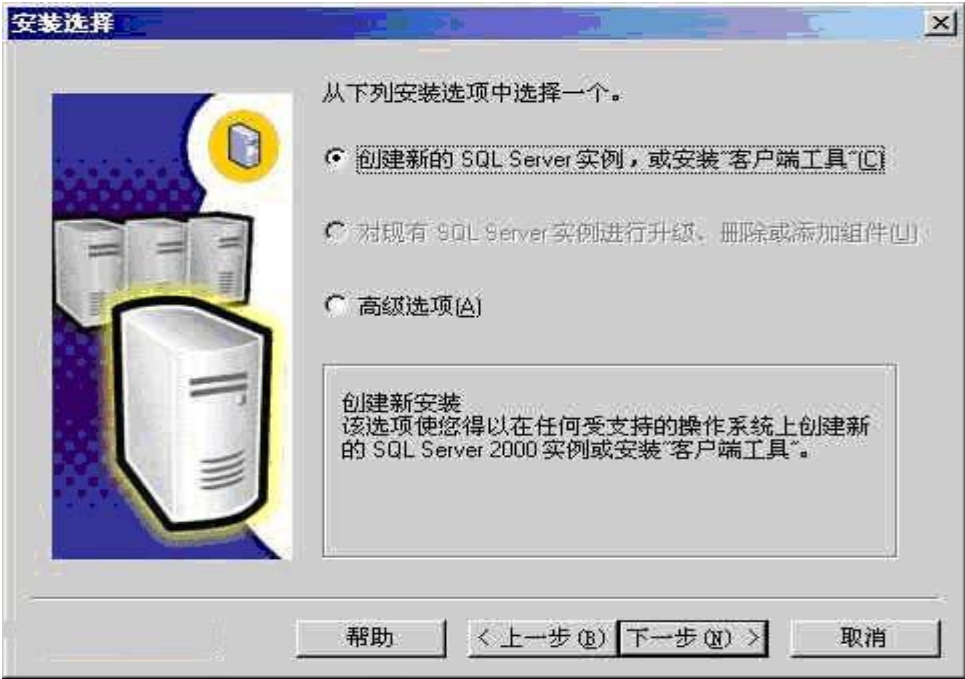 安装选择
从下列安装选项中选择一个。
创建新的 SQL Server 实例，或安装"客户端工具"(C)
对现有 SQL Server 实例进行升级、删除或添加组件(U)
高级选项(A)
创建新安装
该选项使您得以在任何受支持的操作系统上创建新
的 SQL Server 2000 实例或安装"客户端工具"。
帮助
< 上一步(B)
下一步(N) >
取消